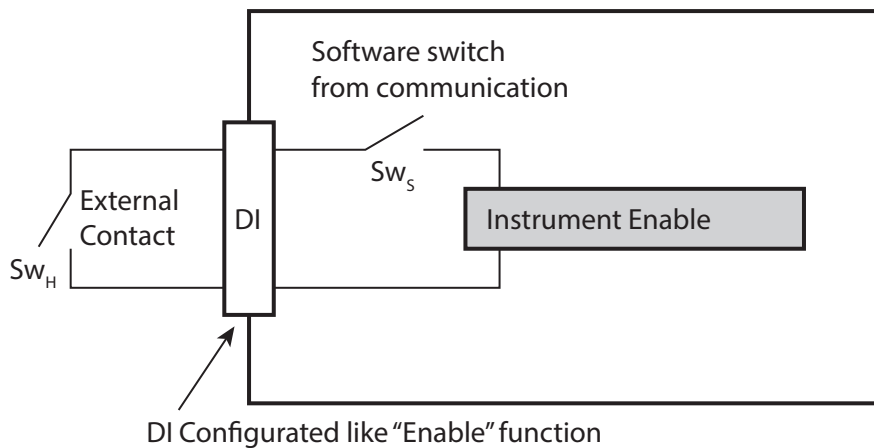 Software switch
from communication
Sw_S
External
Contact
DI
Instrument Enable
Sw_H
DI Configurated like “Enable” function